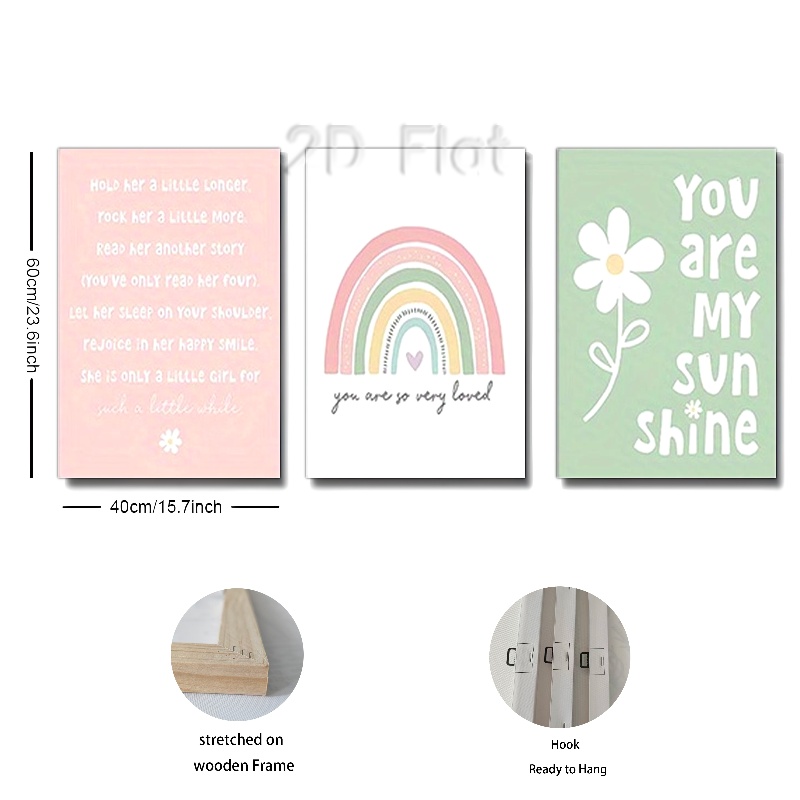 2D Flat
Hold her a little longer,
rock her a little more.
Read her another story
(You've only read her four).
Let her sleep on your shoulder,
rejoice in her happy smile.
She is only a little girl for
such a little while
you are so very loved
YOU
are
MY
sun
shine
60cm/23.6inch
40cm/15.7inch
stretched on
wooden Frame
Hook
Ready to Hang